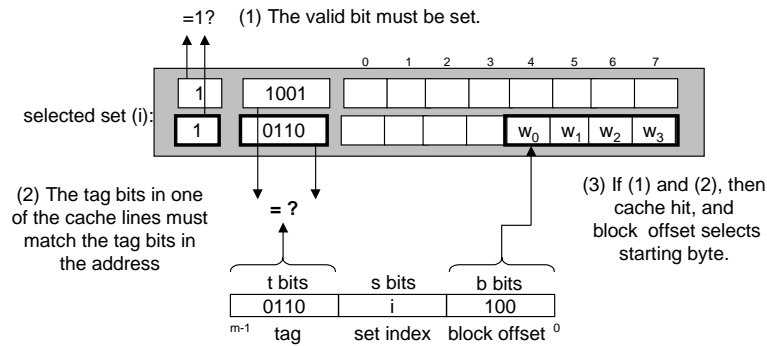 =1? (1) The valid bit must be set.
0 1 2 3 4 5 6 7
1 1001
selected set (i):
1 0110 w0 w1 w2 w3
(2) The tag bits in one
of the cache lines must
match the tag bits in
the address
= ?
(3) If (1) and (2), then
cache hit, and
block offset selects
starting byte.
t bits s bits b bits
0110 i 100
m-1 tag set index block offset 0